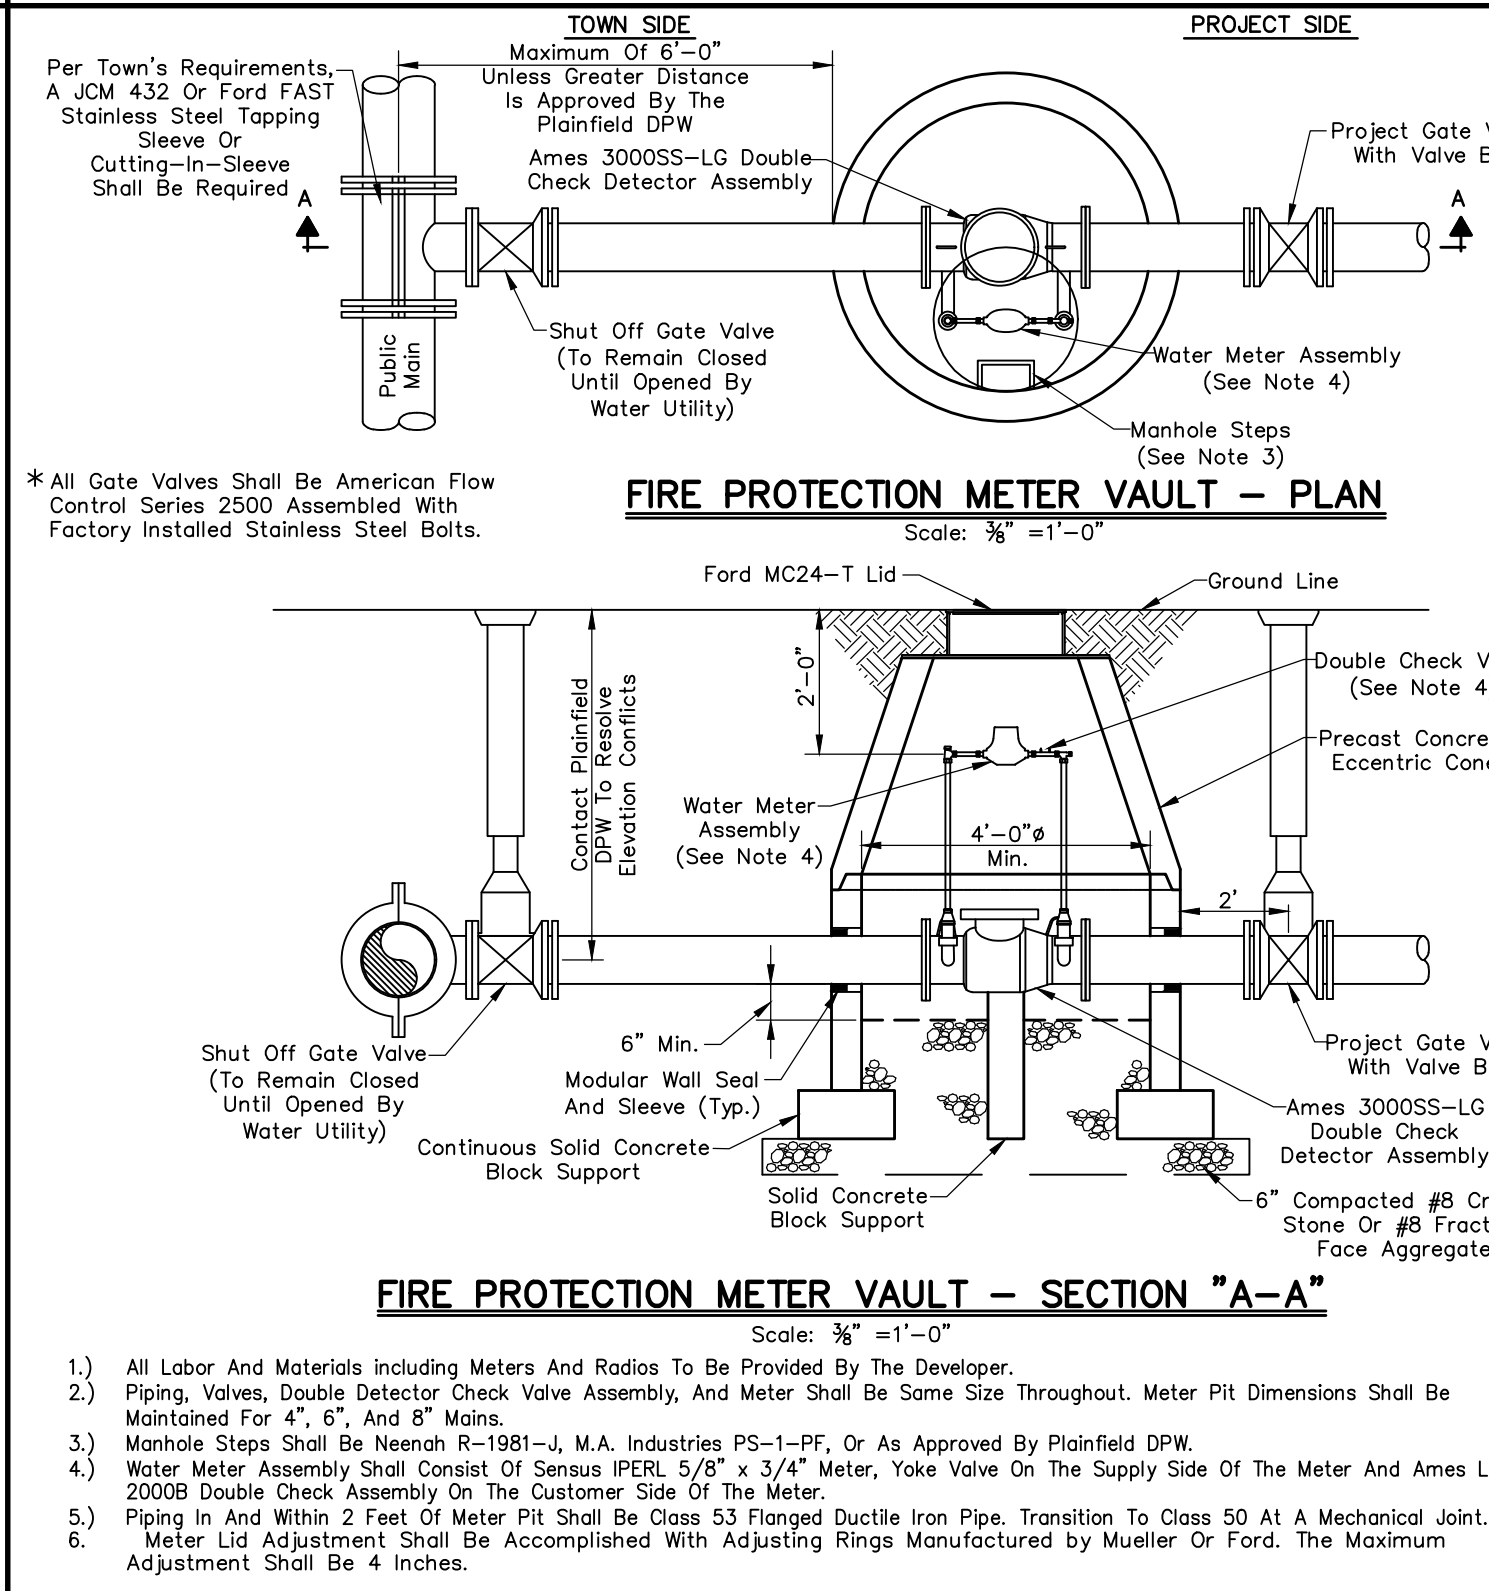 TOWN SIDE
PROJECT SIDE
Maximum Of 6'-0"
Unless Greater Distance
Is Approved By The
Plainfield DPW
Per Town's Requirements,
A JCM 432 Or Ford FAST
Stainless Steel Tapping
Sleeve Or
Cutting-In-Sleeve
Shall Be Required
Ames 3000SS-LG Double
Check Detector Assembly
Project Gate V
With Valve B
A
A
Shut Off Gate Valve
(To Remain Closed
Until Opened By
Water Utility)
Public
Main
Water Meter Assembly
(See Note 4)
Manhole Steps
(See Note 3)
* All Gate Valves Shall Be American Flow
Control Series 2500 Assembled With
Factory Installed Stainless Steel Bolts.
FIRE PROTECTION METER VAULT - PLAN
Scale: 3/8" =1'-0"
Ford MC24-T Lid
Ground Line
2'-0"
Contact Plainfield
DPW To Resolve
Elevation Conflicts
Double Check V
(See Note 4
Precast Concre
Eccentric Cone
Water Meter
Assembly
(See Note 4)
4'-0"ø
Min.
2'
6" Min.
Shut Off Gate Valve
(To Remain Closed
Until Opened By
Water Utility)
Modular Wall Seal
And Sleeve (Typ.)
Continuous Solid Concrete
Block Support
Solid Concrete
Block Support
Project Gate V
With Valve B
Ames 3000SS-LG
Double Check
Detector Assembly
6" Compacted #8 Cr
Stone Or #8 Fract
Face Aggregate
FIRE PROTECTION METER VAULT - SECTION "A-A"
Scale: 3/8" =1'-0"
1.) All Labor And Materials including Meters And Radios To Be Provided By The Developer.
2.) Piping, Valves, Double Detector Check Valve Assembly, And Meter Shall Be Same Size Throughout. Meter Pit Dimensions Shall Be
Maintained For 4", 6", And 8" Mains.
3.) Manhole Steps Shall Be Neenah R-1981-J, M.A. Industries PS-1-PF, Or As Approved By Plainfield DPW.
4.) Water Meter Assembly Shall Consist Of Sensus IPERL 5/8" x 3/4" Meter, Yoke Valve On The Supply Side Of The Meter And Ames L
2000B Double Check Assembly On The Customer Side Of The Meter.
5.) Piping In And Within 2 Feet Of Meter Pit Shall Be Class 53 Flanged Ductile Iron Pipe. Transition To Class 50 At A Mechanical Joint.
6. Meter Lid Adjustment Shall Be Accomplished With Adjusting Rings Manufactured by Mueller Or Ford. The Maximum
Adjustment Shall Be 4 Inches.